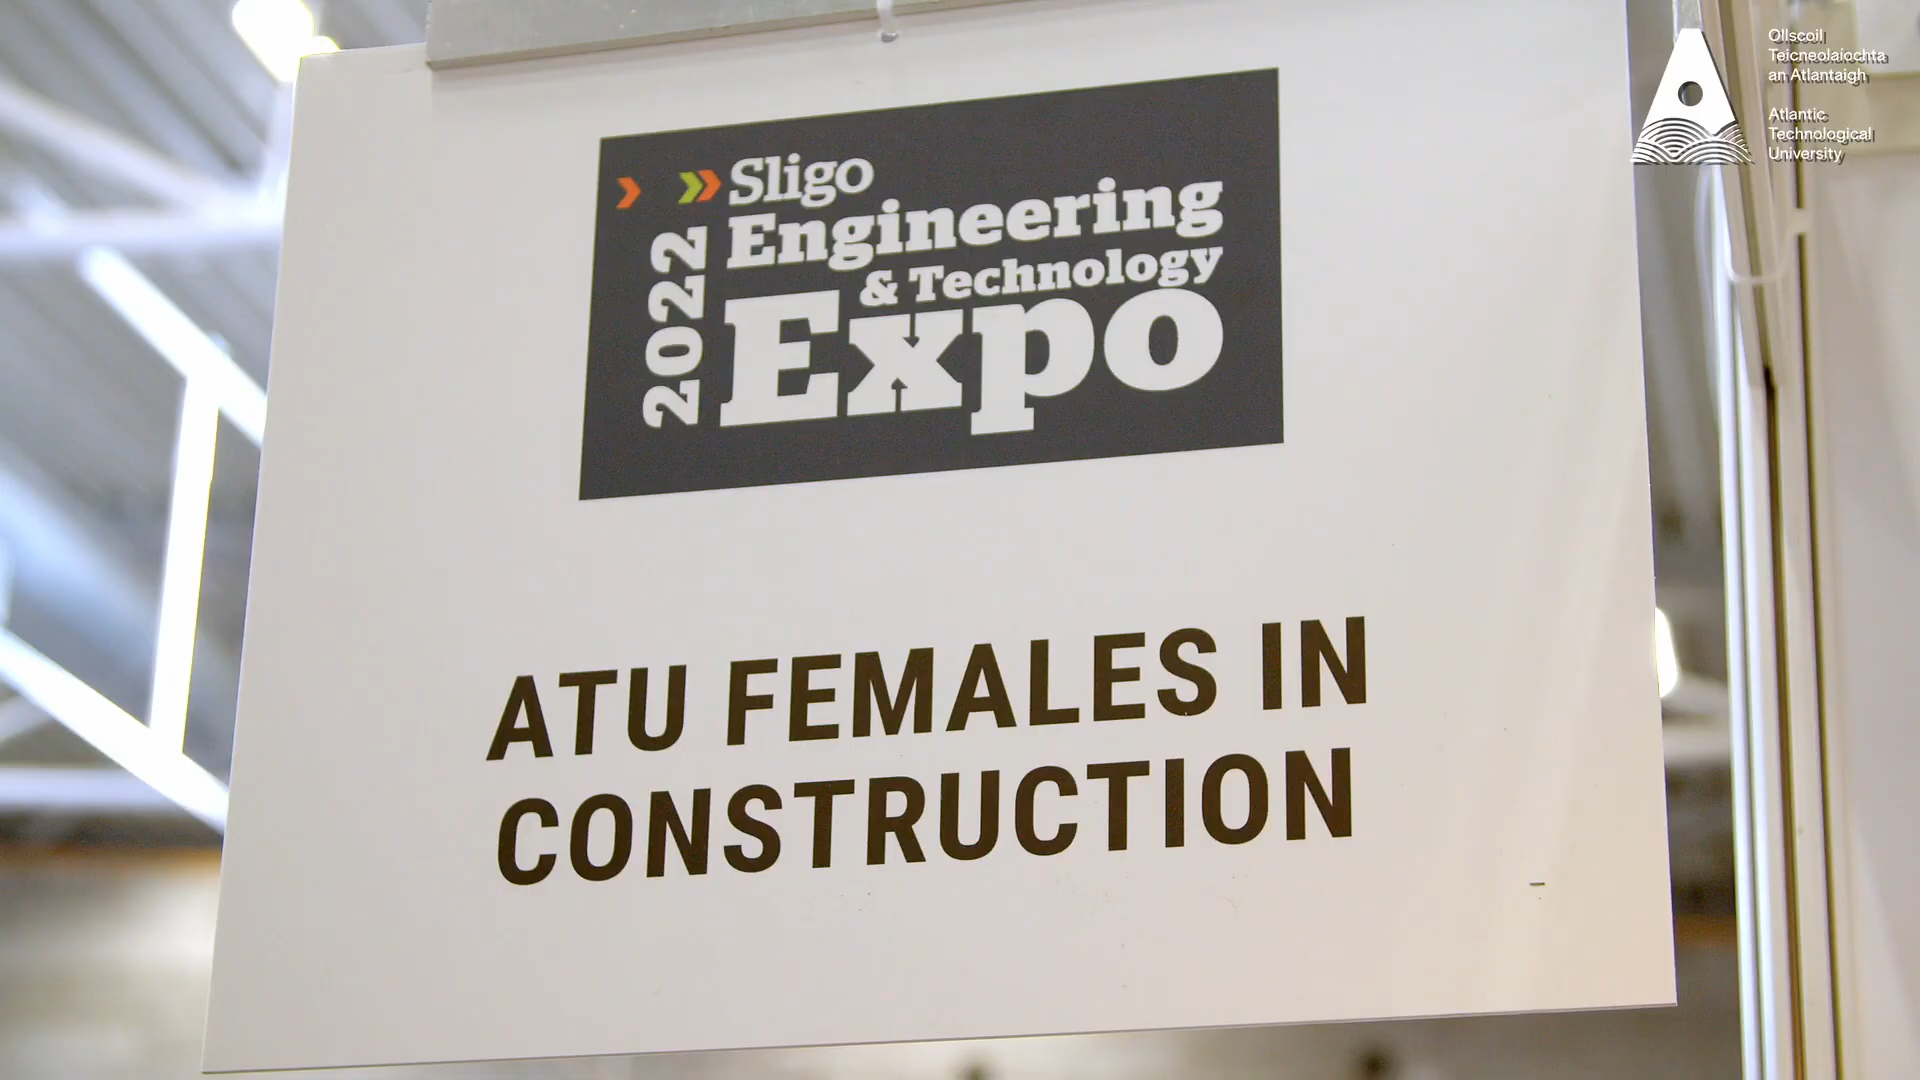 2022
Sligo
Engineering
& Technology
Expo
ATU FEMALES IN
CONSTRUCTION
Ollscoil
Teicneolaíochta
an Atlantaigh
Atlantic
Technological
University